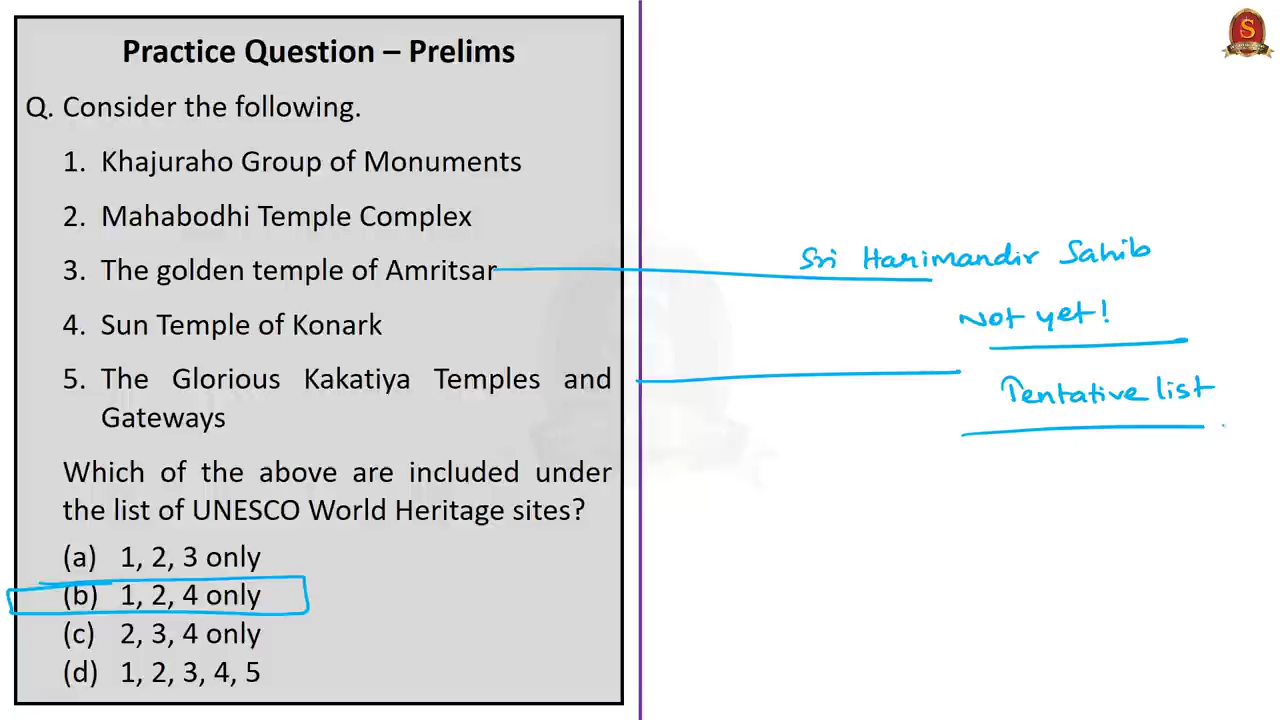 Practice Question – Prelims
Q. Consider the following.
1. Khajuraho Group of Monuments
2. Mahabodhi Temple Complex
3. The golden temple of Amritsar
4. Sun Temple of Konark
5. The Glorious Kakatiya Temples and
Gateways
Which of the above are included under
the list of UNESCO World Heritage sites?
(a) 1, 2, 3 only
(b) 1, 2, 4 only
(c) 2, 3, 4 only
(d) 1, 2, 3, 4, 5
Sri Harimandir Sahib
Not yet!
Tentative list
S